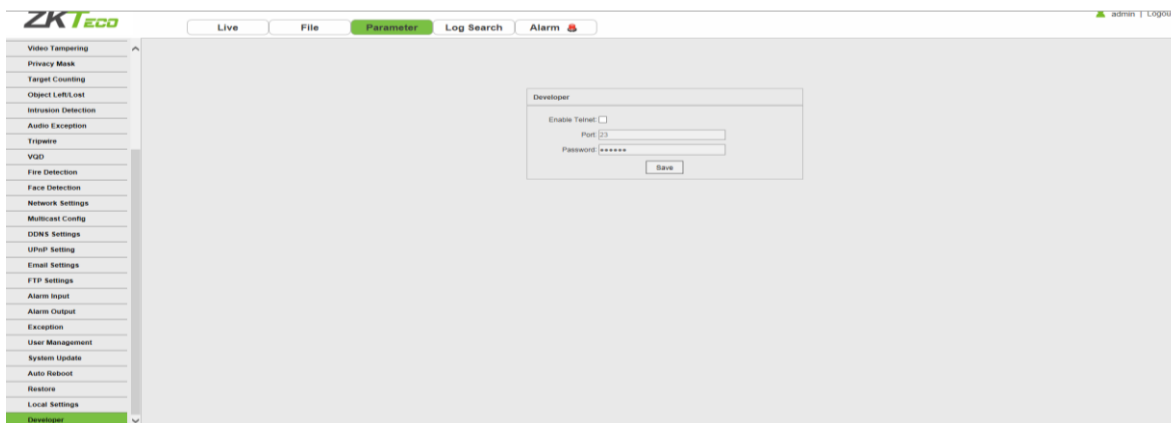 ZKTeco
admin | Logou
Live File Parameter Log Search Alarm
Video Tampering
Privacy Mask
Target Counting
Object Left/Lost
Intrusion Detection
Audio Exception
Tripwire
VQD
Fire Detection
Face Detection
Network Settings
Multicast Config
DDNS Settings
UPnP Setting
Email Settings
FTP Settings
Alarm Input
Alarm Output
Exception
User Management
System Update
Auto Reboot
Restore
Local Settings
Developer
Developer
Enable Telnet:
Port: 23
Password: ••••••
Save